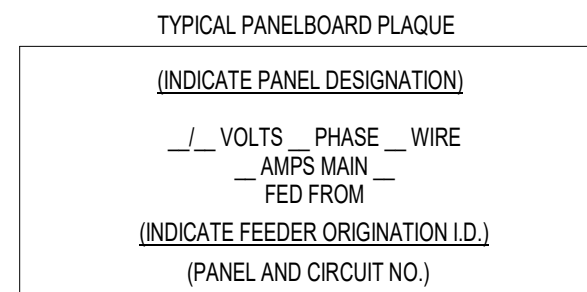 TYPICAL PANELBOARD PLAQUE
(INDICATE PANEL DESIGNATION)
__/__ VOLTS __ PHASE __ WIRE
__ AMPS MAIN __
FED FROM
(INDICATE FEEDER ORIGINATION I.D.)
(PANEL AND CIRCUIT NO.)